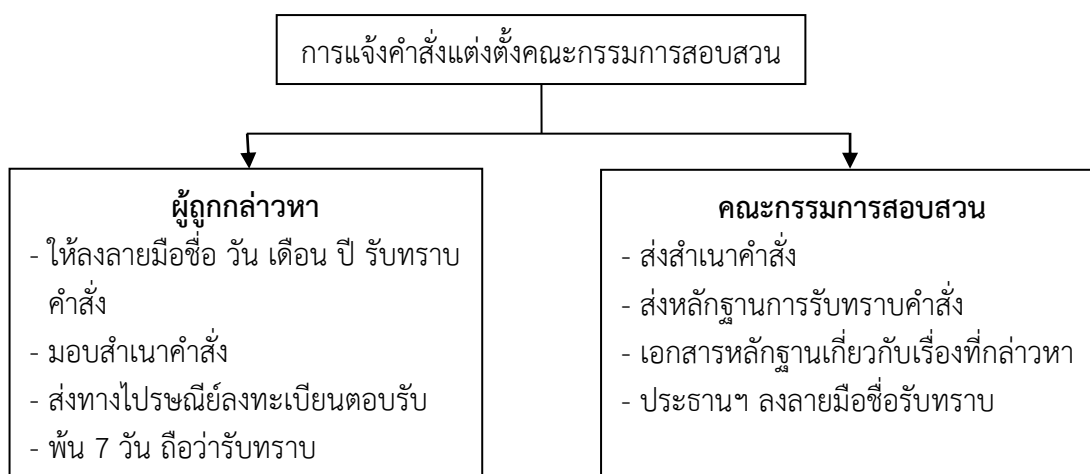 การแจ้งคำสั่งแต่งตั้งคณะกรรมการสอบสวน
ผู้ถูกกล่าวหา
- ให้ลงลายมือชื่อ วัน เดือน ปี รับทราบ
คำสั่ง
- มอบสำเนาคำสั่ง
- ส่งทางไปรษณีย์ลงทะเบียนตอบรับ
- พ้น 7 วัน ถือว่ารับทราบ
คณะกรรมการสอบสวน
- ส่งสำเนาคำสั่ง
- ส่งหลักฐานการรับทราบคำสั่ง
- เอกสารหลักฐานเกี่ยวกับเรื่องที่กล่าวหา
- ประธานฯ ลงลายมือชื่อรับทราบ